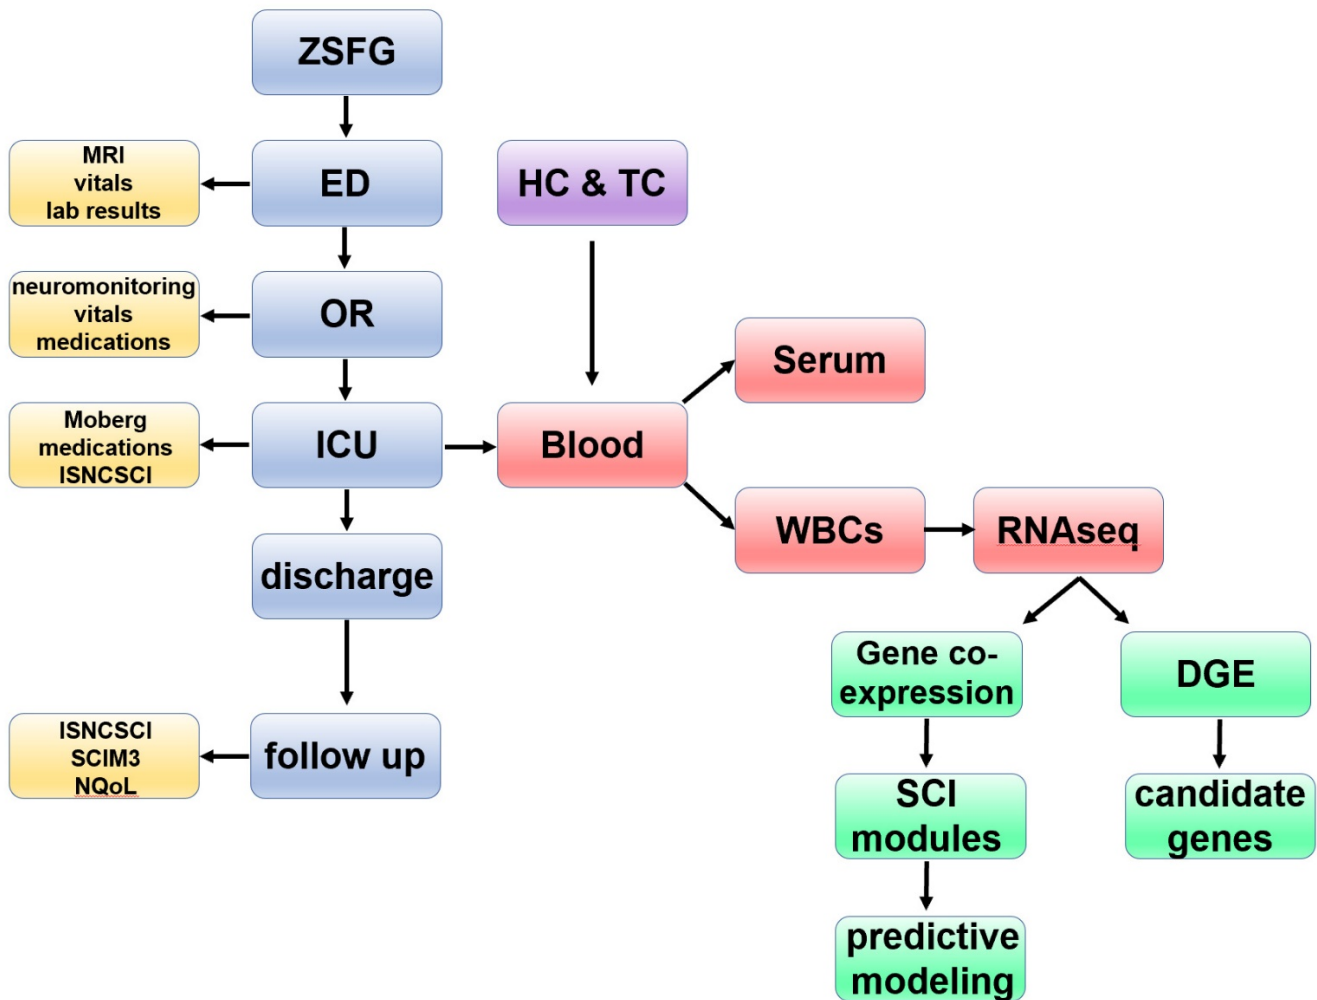 ZSFG
MRI
vitals
lab results
ED
HC & TC
neuromonitoring
vitals
medications
OR
Serum
Moberg
medications
ISNCSCI
ICU
Blood
WBCs
RNAseq
discharge
Gene co-
expression
DGE
ISNCSCI
SCIM3
NQoL
follow up
SCI
modules
candidate
genes
predictive
modeling